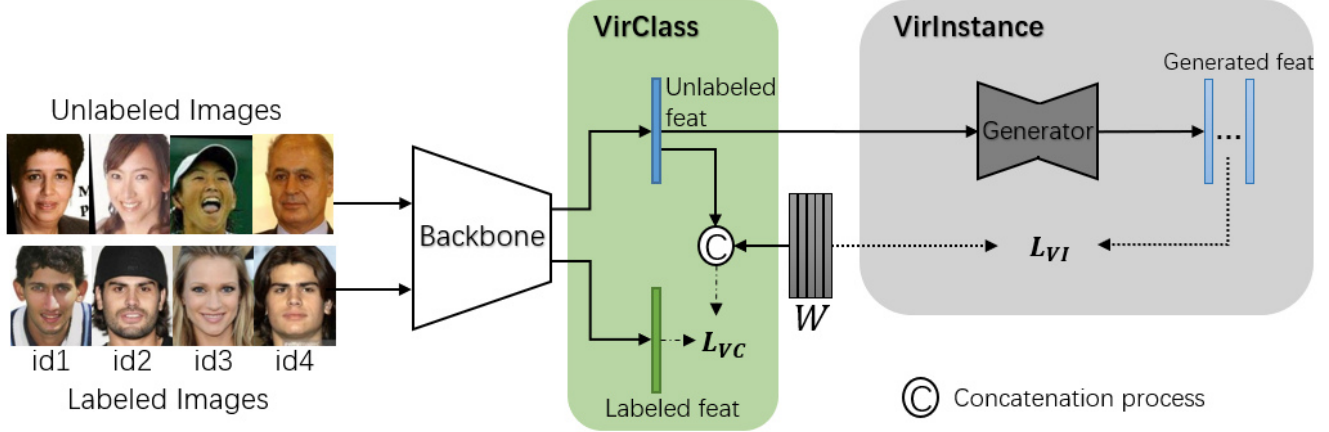 VirClass
VirInstance
Unlabeled Images
Unlabeled
feat
Generated feat
Generator
...
Backbone
C
W
L_VI
L_VC
id1 id2 id3 id4
Labeled Images
Labeled feat
C Concatenation process